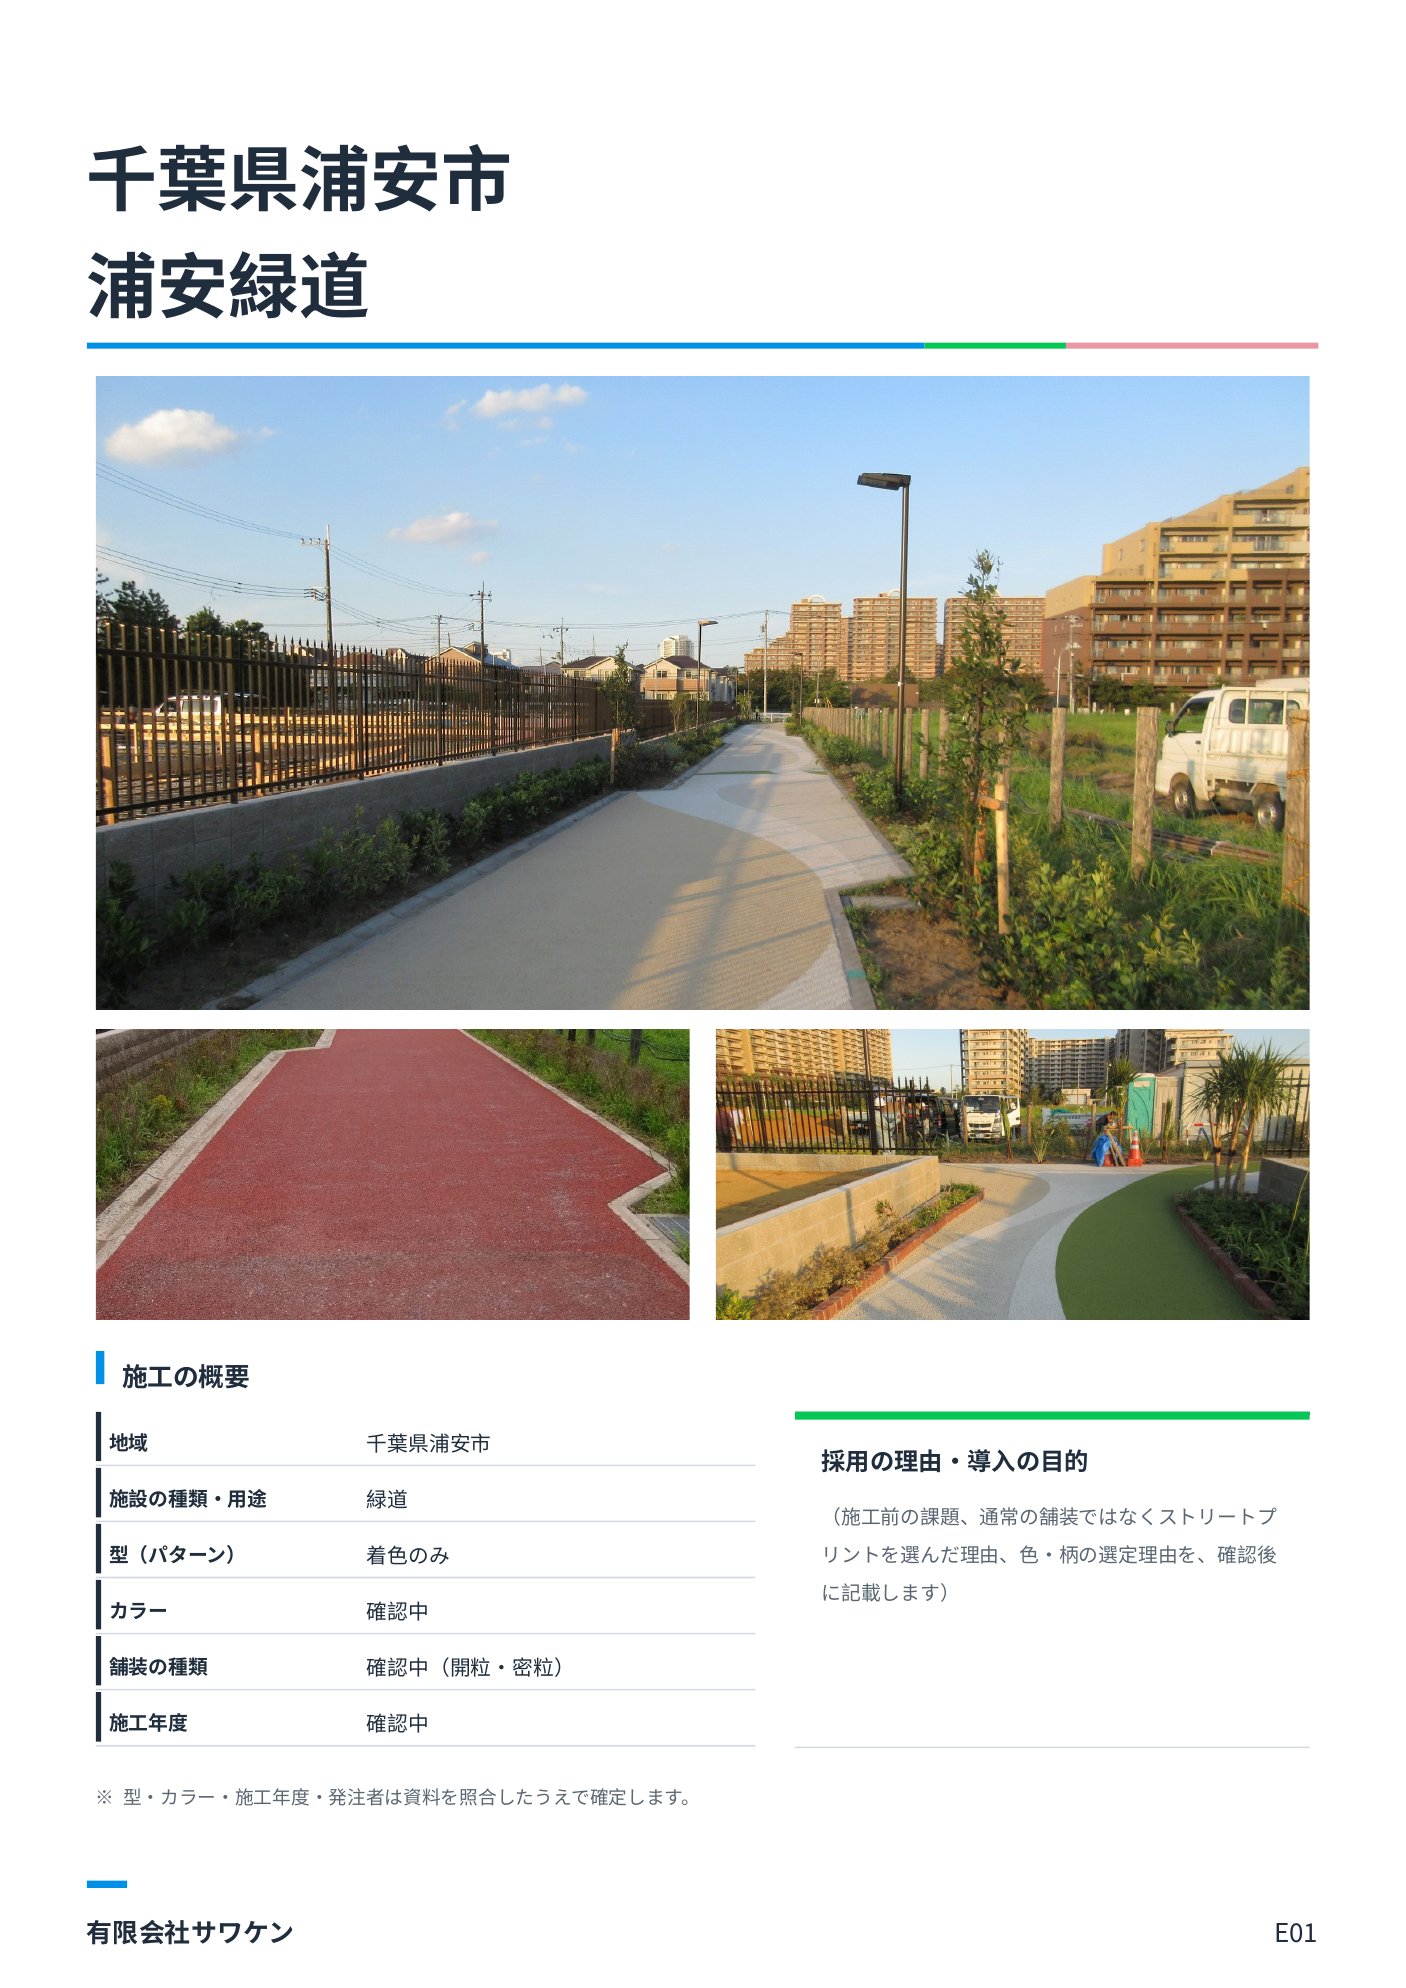 千葉県浦安市
浦安緑道
施工の概要
地域 千葉県浦安市
施設の種類・用途 緑道
型（パターン） 着色のみ
カラー 確認中
舗装の種類 確認中（開粒・密粒）
施工年度 確認中
採用の理由・導入の目的
（施工前の課題、通常の舗装ではなくストリートプ
リントを選んだ理由、色・柄の選定理由を、確認後
に記載します）
※ 型・カラー・施工年度・発注者は資料を照合したうえで確定します。
有限会社サワケン
E01